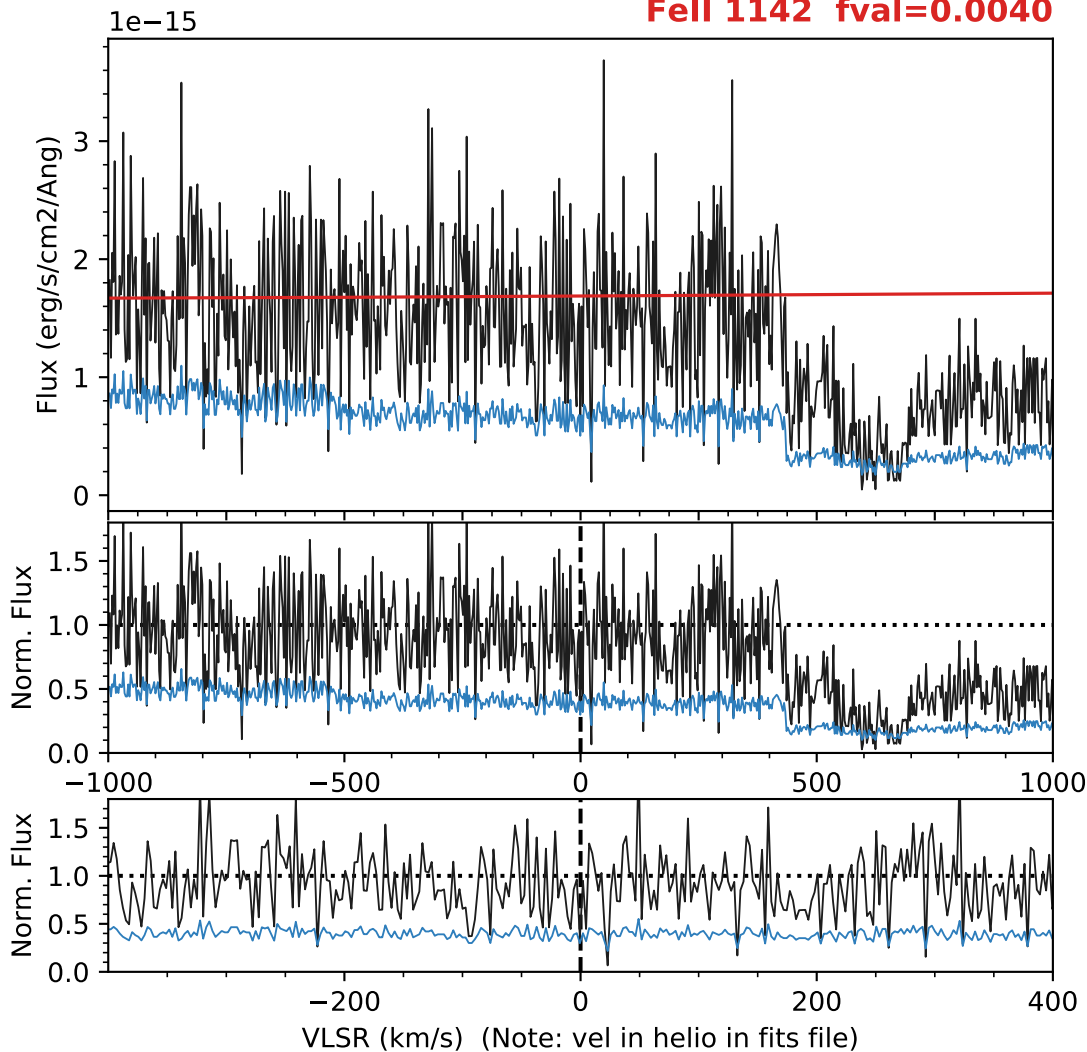 FeII 1142  fval=0.0040
1e−15
3
2
1
0
Flux (erg/s/cm2/Ang)
1.5
1.0
0.5
0.0
Norm. Flux
−1000 −500 0 500 1000
1.5
1.0
0.5
0.0
Norm. Flux
−200 0 200 400
VLSR (km/s)  (Note: vel in helio in fits file)